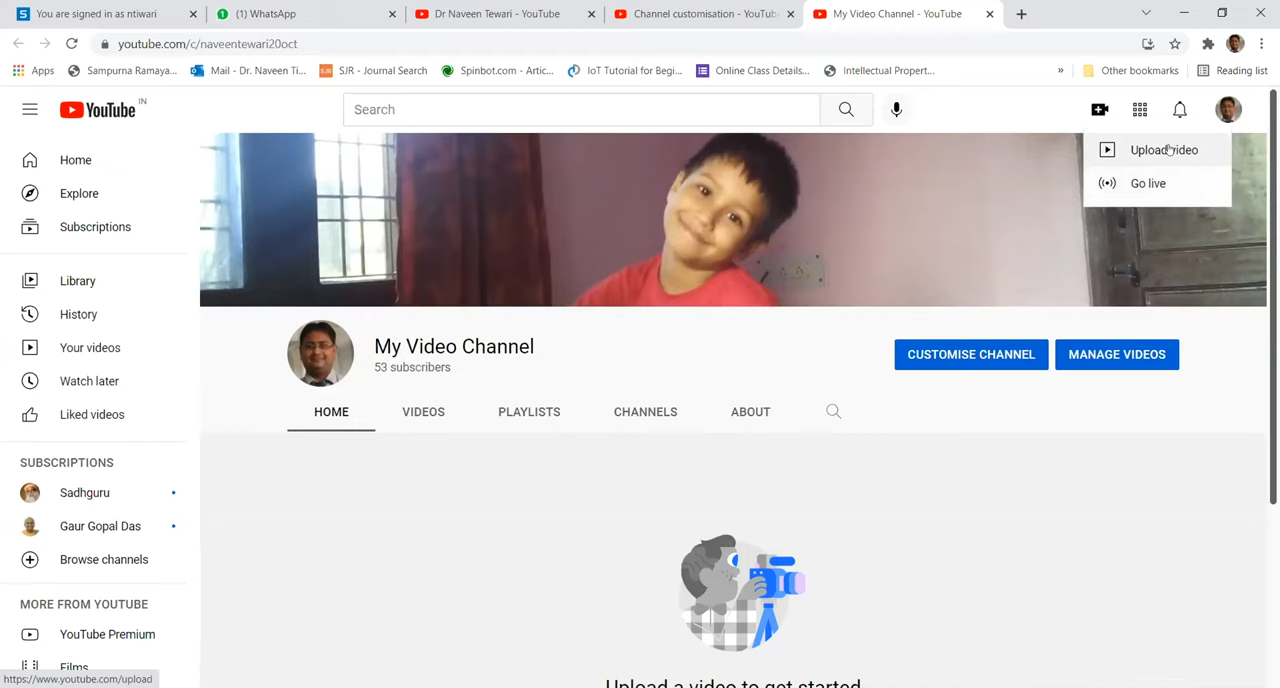 You are signed in as ntiwari
(1) WhatsApp
Dr Naveen Tewari - YouTube
Channel customisation - YouTub
My Video Channel - YouTube
youtube.com/c/naveentewari20oct
Apps
Sampurna Ramaya...
Mail - Dr. Naveen Ti...
SJR - Journal Search
Spinbot.com - Artic...
IoT Tutorial for Begi...
Online Class Details...
Intellectual Propert...
»
Other bookmarks
Reading list
YouTube IN
Search
Home
Explore
Subscriptions
Library
History
Your videos
Watch later
Liked videos
SUBSCRIPTIONS
Sadhguru
Gaur Gopal Das
Browse channels
MORE FROM YOUTUBE
YouTube Premium
Films
https://www.youtube.com/upload
Upload video
Go live
My Video Channel
53 subscribers
CUSTOMISE CHANNEL
MANAGE VIDEOS
HOME
VIDEOS
PLAYLISTS
CHANNELS
ABOUT
Upload a video to get started